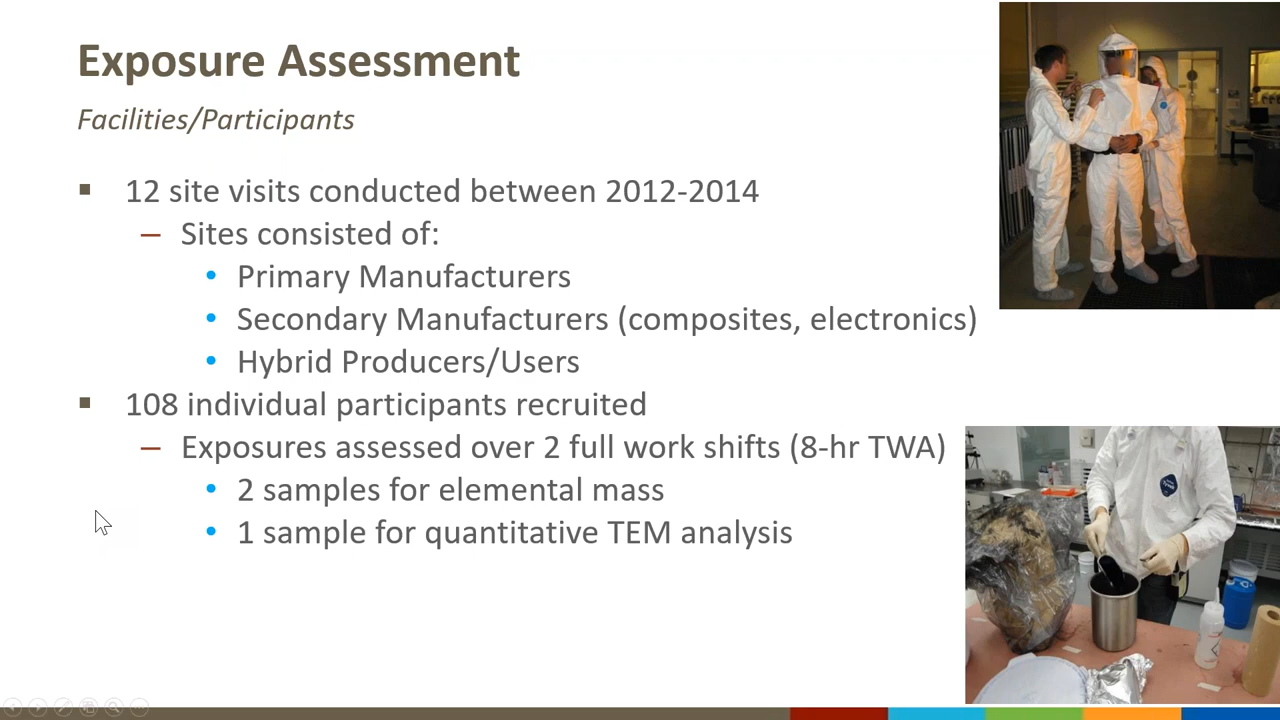 Exposure Assessment
Facilities/Participants
12 site visits conducted between 2012-2014
– Sites consisted of:
• Primary Manufacturers
• Secondary Manufacturers (composites, electronics)
• Hybrid Producers/Users
108 individual participants recruited
– Exposures assessed over 2 full work shifts (8-hr TWA)
• 2 samples for elemental mass
• 1 sample for quantitative TEM analysis